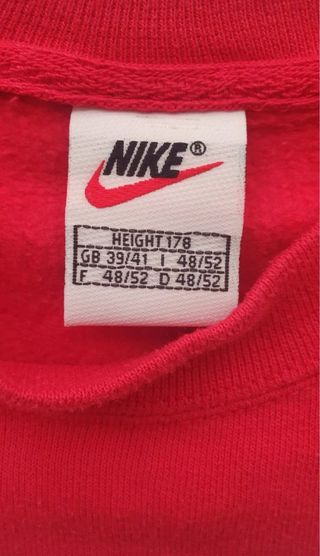 NIKE®
HEIGHT 178
GB 39/41 I 48/52
F 48/52 D 48/52